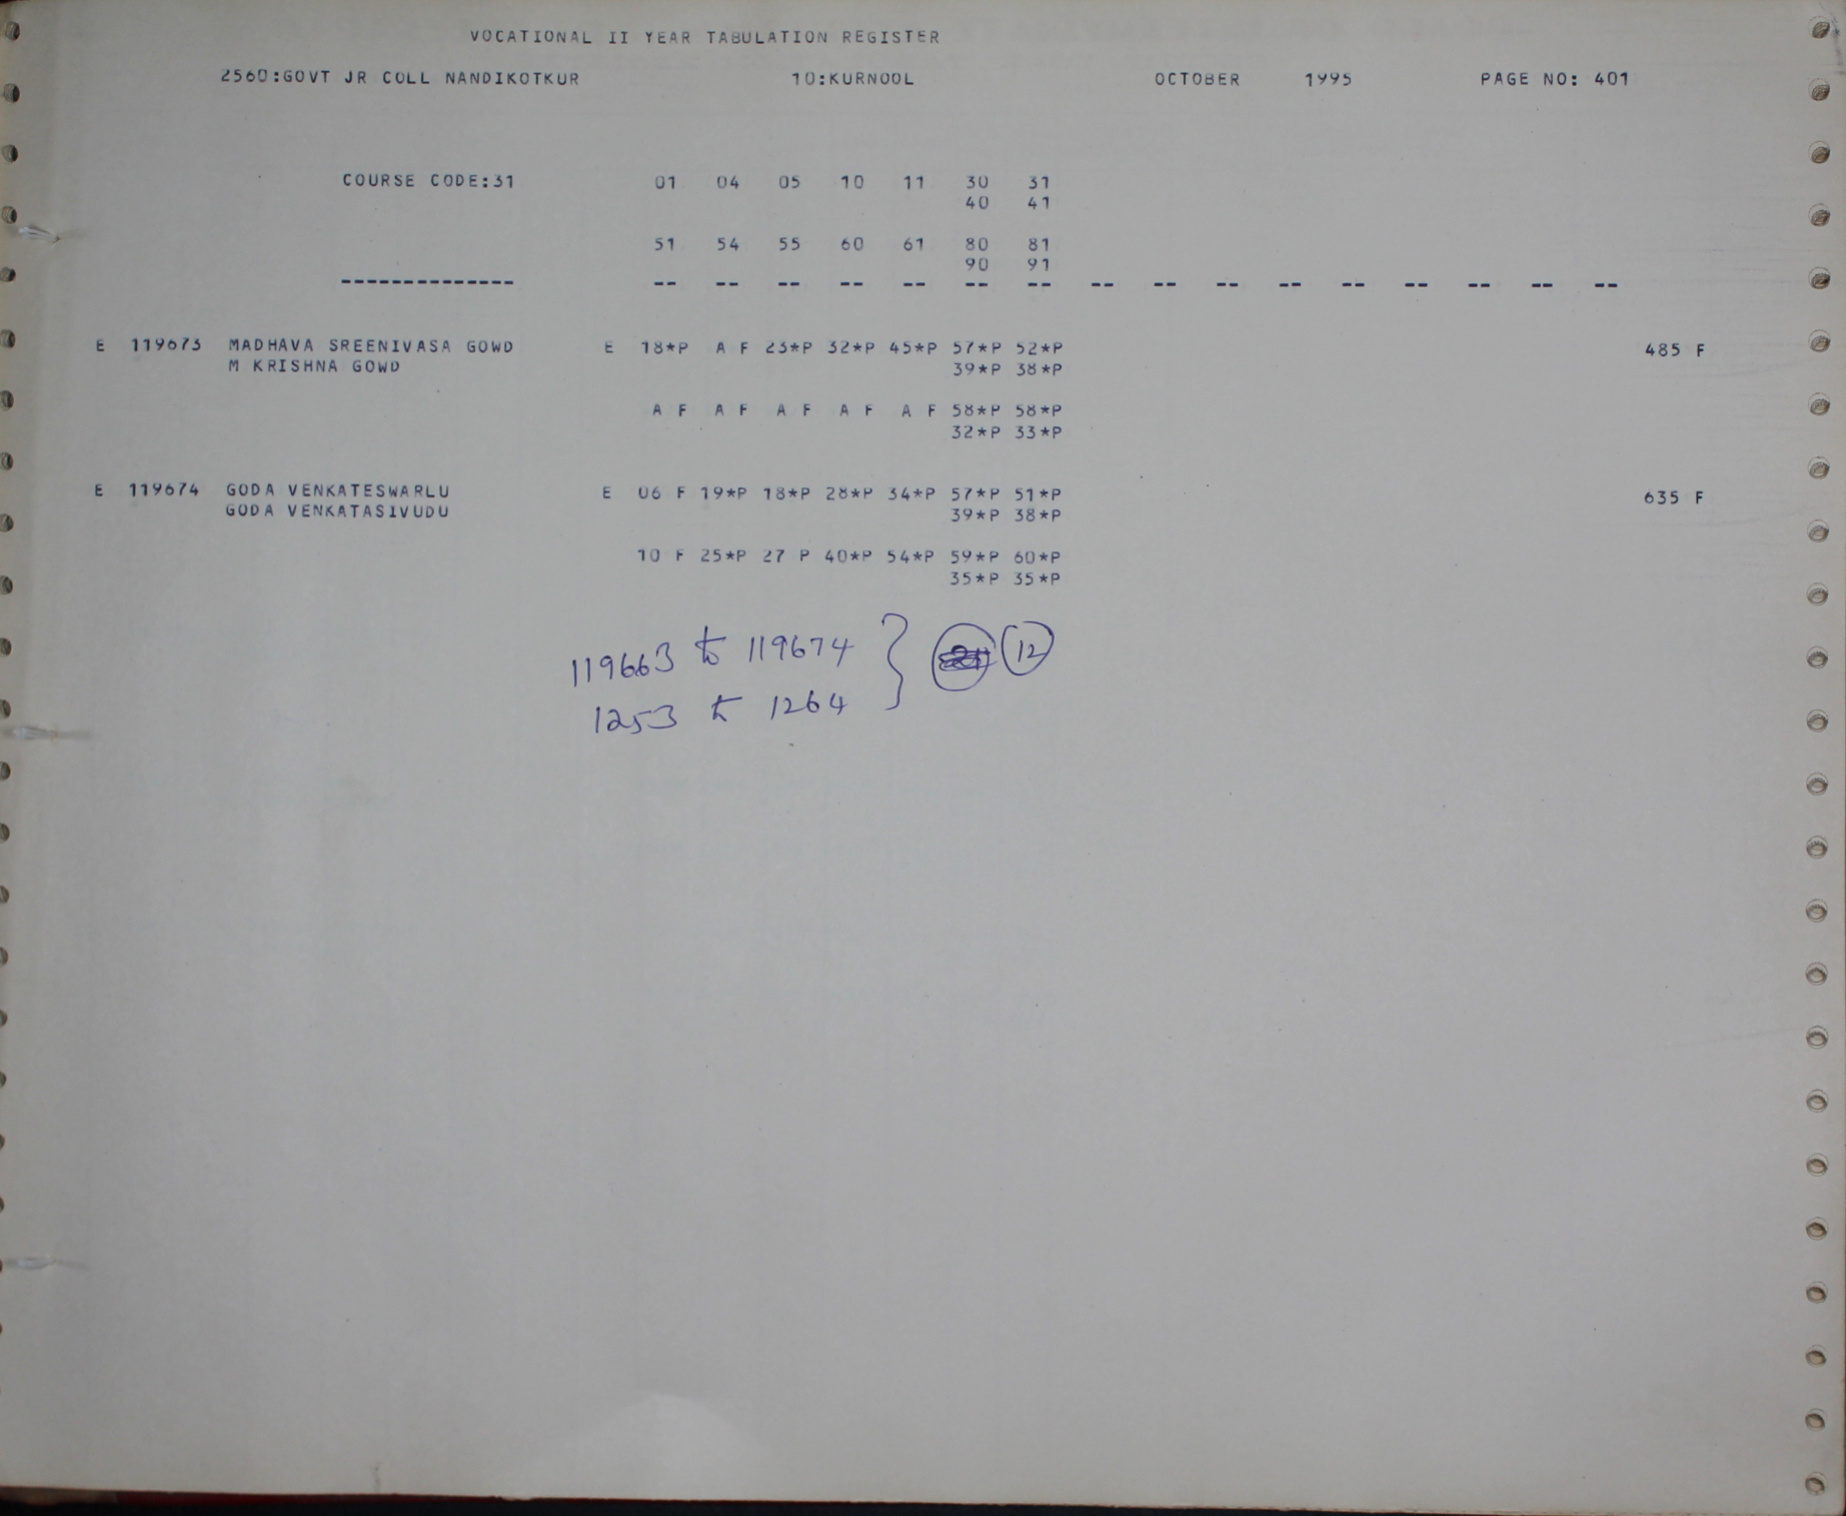 VOCATIONAL II YEAR TABULATION REGISTER
2560:GOVT JR COLL NANDIKOTKUR 10:KURNOOL OCTOBER 1995 PAGE NO: 401
COURSE CODE:31 01 04 05 10 11 30 31
40 41
51 54 55 60 61 80 81
90 91
-------------- -- -- -- -- -- -- -- -- -- -- -- -- -- -- -- --
E 119673 MADHAVA SREENIVASA GOWD E 18*P A F 23*P 32*P 45*P 57*P 52*P 485 F
M KRISHNA GOWD 39*P 38*P
A F A F A F A F A F 58*P 58*P
32*P 33*P
E 119674 GODA VENKATESWARLU E 06 F 19*P 18*P 28*P 34*P 57*P 51*P 635 F
GODA VENKATASIVUDU 39*P 38*P
10 F 25*P 27 P 40*P 54*P 59*P 60*P
35*P 35*P
119663 to 119674 } 12
1253 to 1264